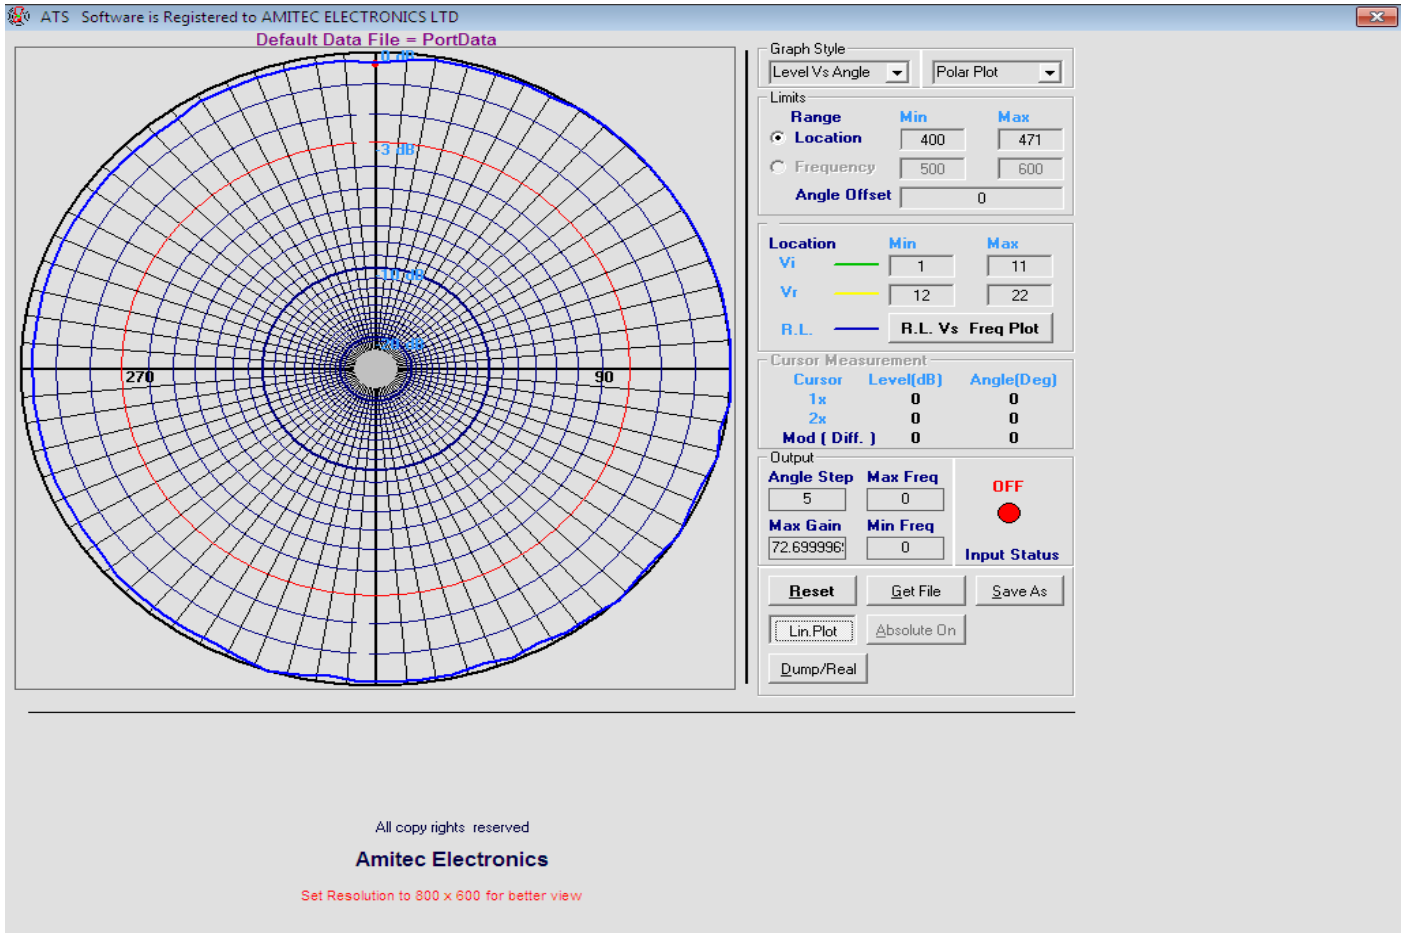 ATS Software is Registered to AMITEC ELECTRONICS LTD
Default Data File = PortData
0 dB
-3 dB
-10 dB
-20 dB
270
90
Graph Style
Level Vs Angle
Polar Plot
Limits
Range Min Max
Location 400 471
Frequency 500 600
Angle Offset 0
Location Min Max
Vi 1 11
Vr 12 22
R.L. R.L. Vs Freq Plot
Cursor Measurement
Cursor Level(dB) Angle(Deg)
1x 0 0
2x 0 0
Mod ( Diff. ) 0 0
Output
Angle Step Max Freq
5 0
OFF
Max Gain Min Freq
72.699996 0
Input Status
Reset Get File Save As
Lin.Plot Absolute On
Dump/Real
All copy rights reserved
Amitec Electronics
Set Resolution to 800 x 600 for better view